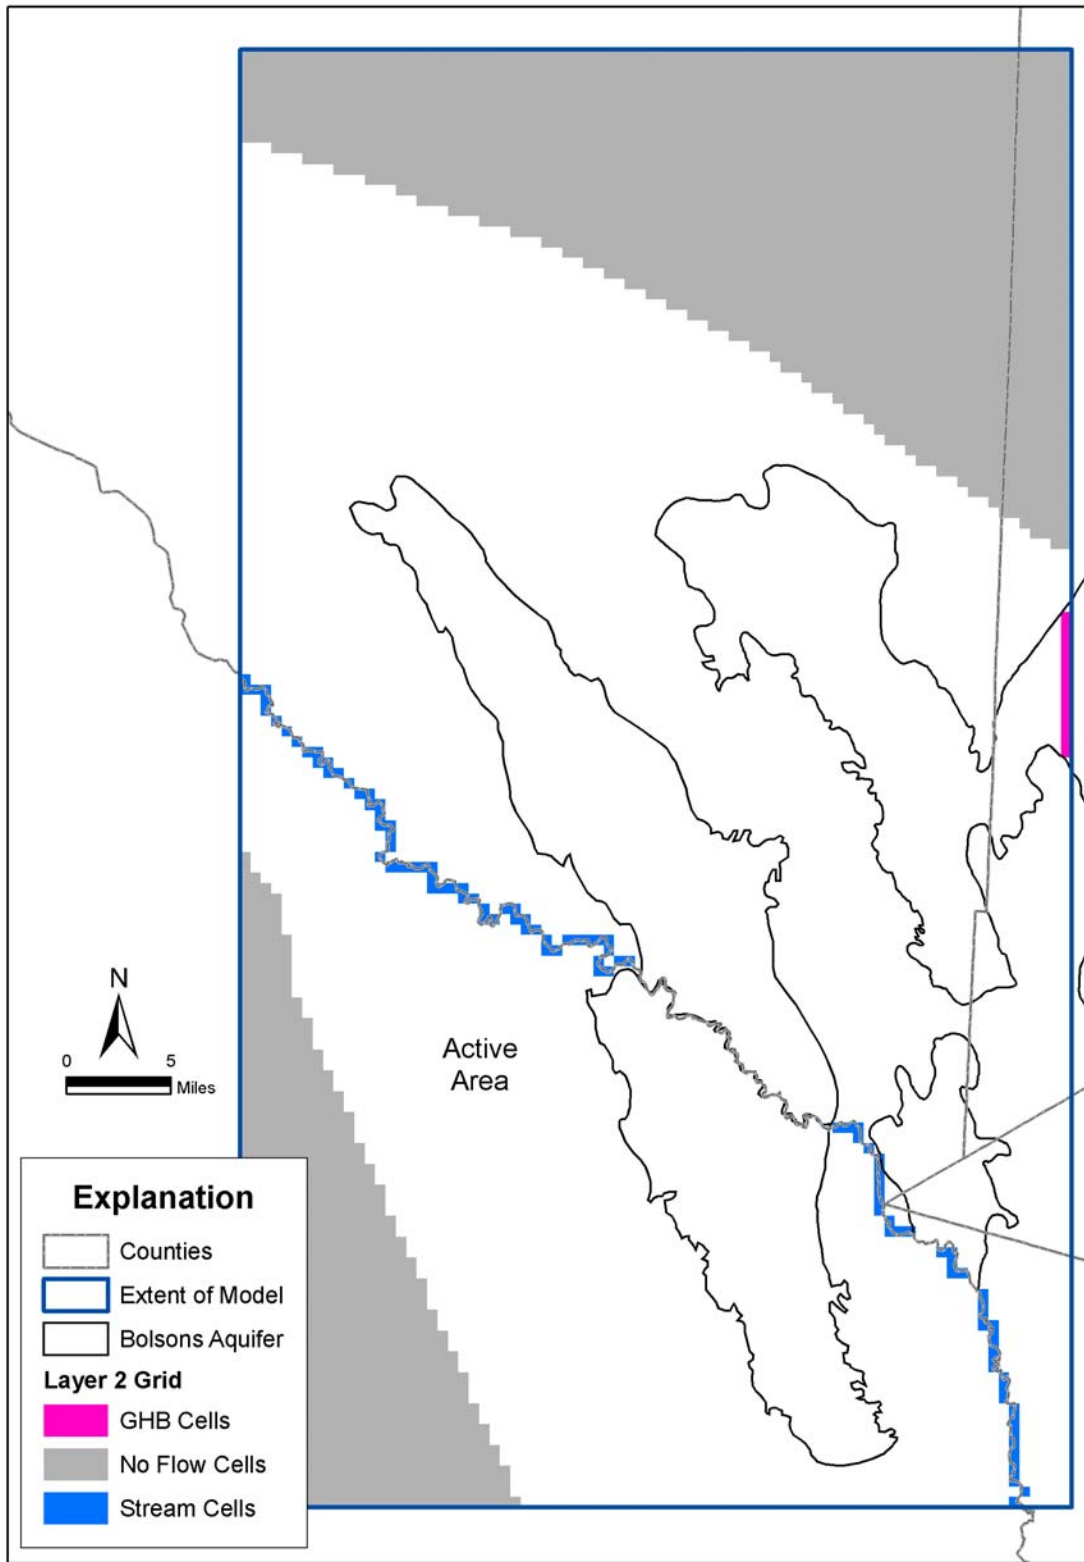 Active
Area
N
0 5
Miles
Explanation
Counties
Extent of Model
Bolsons Aquifer
Layer 2 Grid
GHB Cells
No Flow Cells
Stream Cells